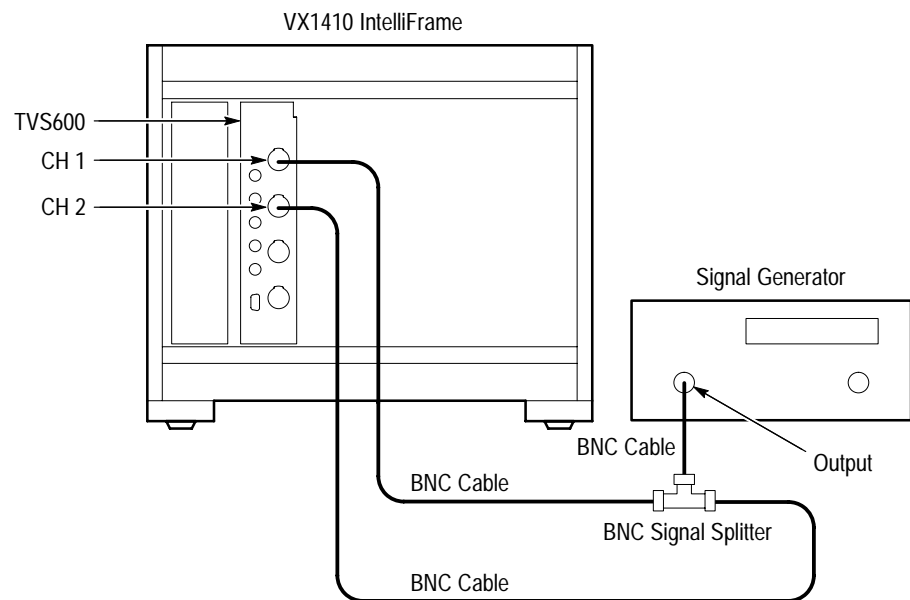 VX1410 IntelliFrame
TVS600
CH 1
CH 2
Signal Generator
BNC Cable
Output
BNC Cable
BNC Signal Splitter
BNC Cable